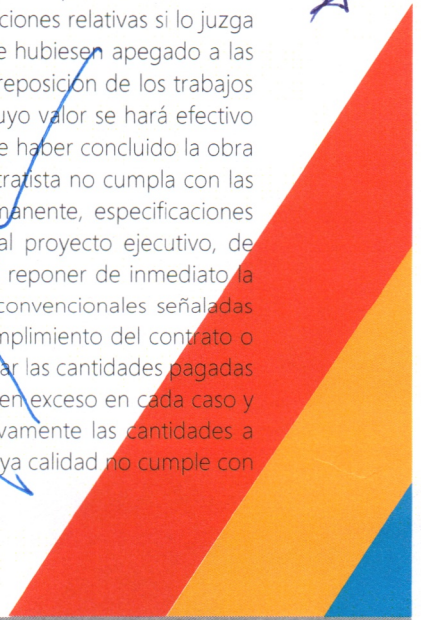 ciones relativas si lo juzga
e hubiesen apegado a las
reposición de los trabajos
uyo valor se hará efectivo
e haber concluido la obra
tratista no cumpla con las
manente, especificaciones
al proyecto ejecutivo, de
reponer de inmediato la
convencionales señaladas
mplimiento del contrato o
ar las cantidades pagadas
en exceso en cada caso y
vamente las cantidades a
ya calidad no cumple con